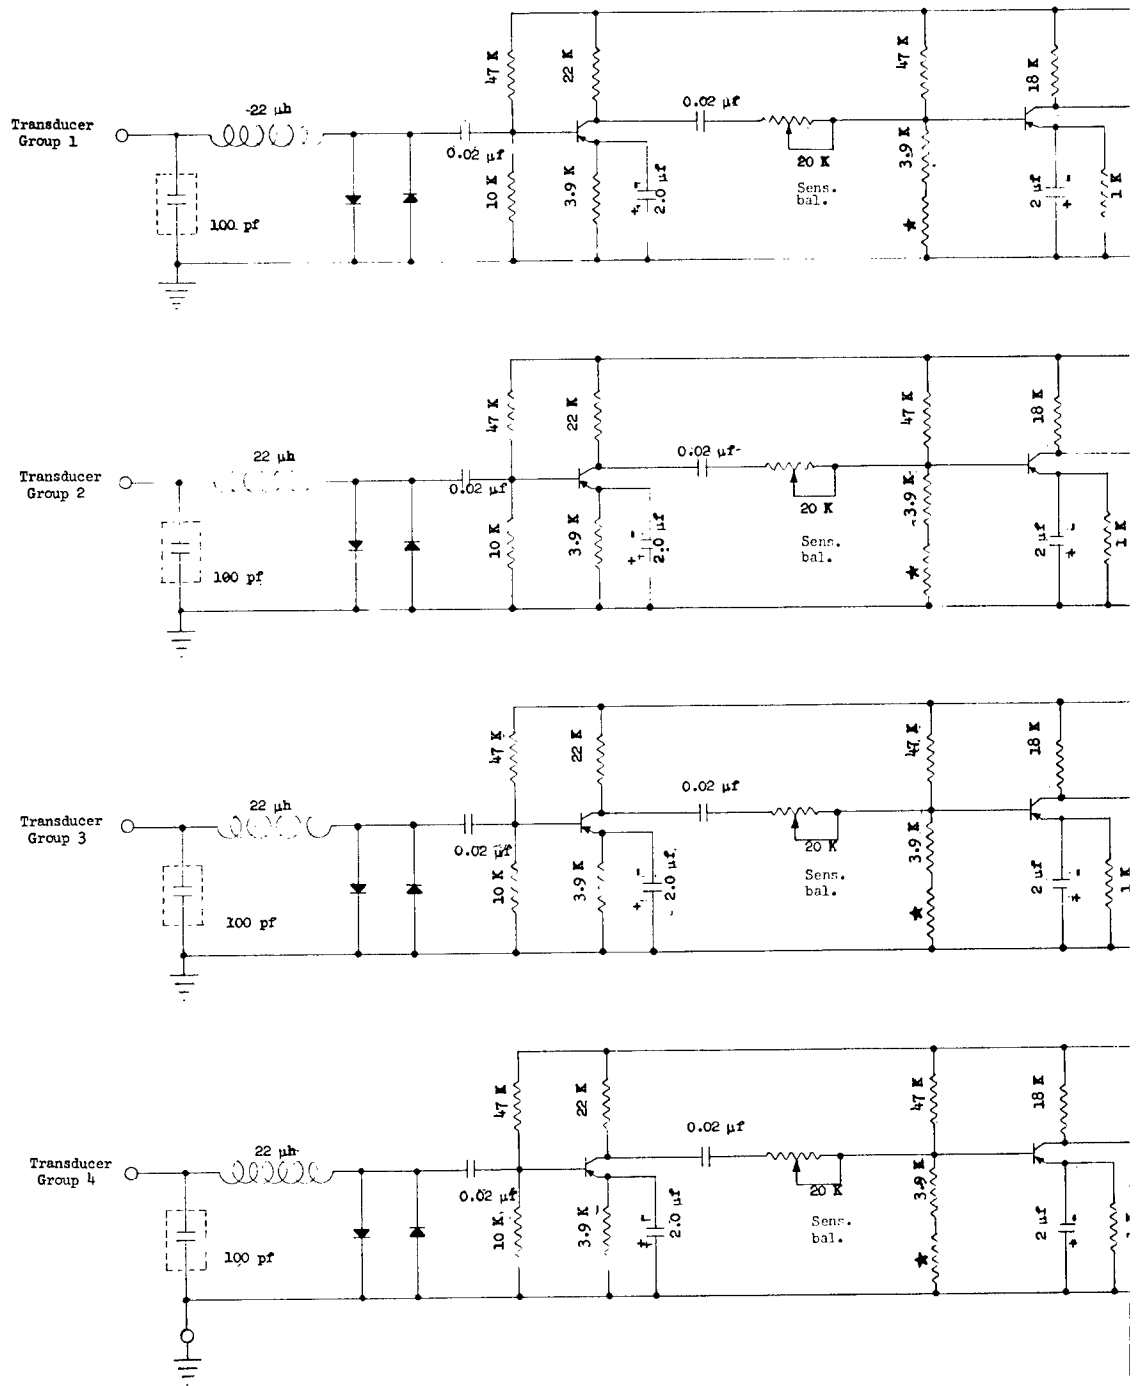 Transducer
Group 1
-22 µh
100 pf
0.02 µf
47 K
10 K
22 K
3.9 K
2.0 µf
+ -
0.02 µf
20 K
Sens.
bal.
47 K
3.9 K
★
18 K
2 µf
-
+
1 K
Transducer
Group 2
22 µh
100 pf
0.02 µf
47 K
10 K
22 K
3.9 K
2.0 µf
+ -
0.02 µf
20 K
Sens.
bal.
47 K
3.9 K
★
18 K
2 µf
-
+
1 K
Transducer
Group 3
22 µh
100 pf
0.02 µf
47 K
10 K
22 K
3.9 K
2.0 µf
+ -
0.02 µf
20 K
Sens.
bal.
47 K
3.9 K
★
18 K
2 µf
-
+
1 K
Transducer
Group 4
22 µh
100 pf
0.02 µf
47 K
10 K
22 K
3.9 K
2.0 µf
0.02 µf
20 K
Sens.
bal.
47 K
3.9 K
★
18 K
2 µf
-
+